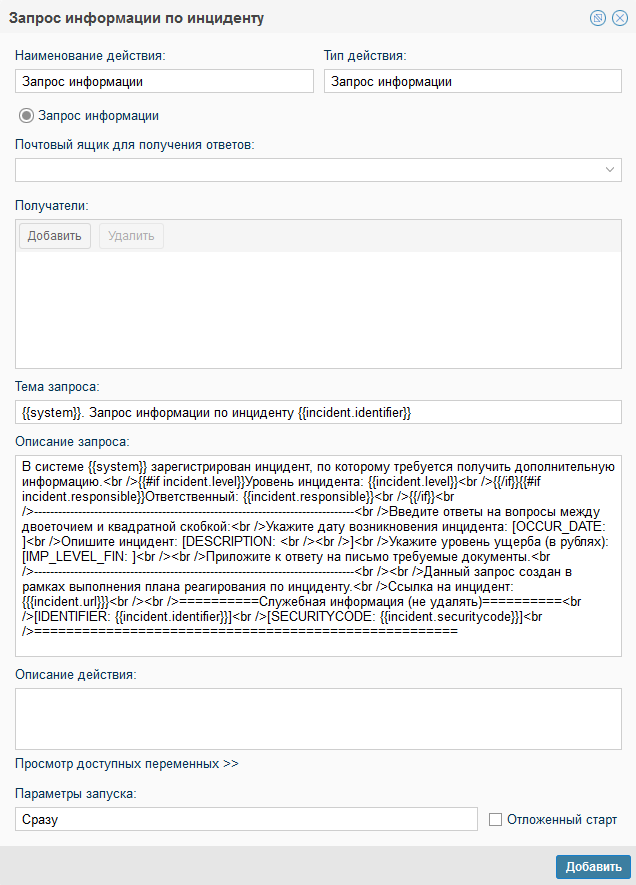 Запрос информации по инциденту
Наименование действия: Тип действия:
Запрос информации Запрос информации
Запрос информации
Почтовый ящик для получения ответов:
Получатели:
Добавить Удалить
Тема запроса:
{{system}}. Запрос информации по инциденту {{incident.identifier}}
Описание запроса:
В системе {{system}} зарегистрирован инцидент, по которому требуется получить дополнительную
информацию.<br />{{#if incident.level}}Уровень инцидента: {{incident.level}}<br />{{/if}}{{#if
incident.responsible}}Ответственный: {{incident.responsible}}<br />{{/if}}<br
/>--------------------------------------------------------------------------------<br />Введите ответы на вопросы между
двоеточием и квадратной скобкой:<br />Укажите дату возникновения инцидента: [OCCUR_DATE:
]<br />Опишите инцидент: [DESCRIPTION: <br /><br />]<br />Укажите уровень ущерба (в рублях):
[IMP_LEVEL_FIN: ]<br /><br />Приложите к ответу на письмо требуемые документы.<br
/>--------------------------------------------------------------------------------<br /><br />Данный запрос создан в
рамках выполнения плана реагирования по инциденту.<br />Ссылка на инцидент:
{{{incident.url}}}<br /><br />==========Служебная информация (не удалять)==========<br
/>[IDENTIFIER: {{incident.identifier}}]<br />[SECURITYCODE: {{incident.securitycode}}]<br
/>=====================================================
Описание действия:
Просмотр доступных переменных >>
Параметры запуска:
Сразу Отложенный старт
Добавить